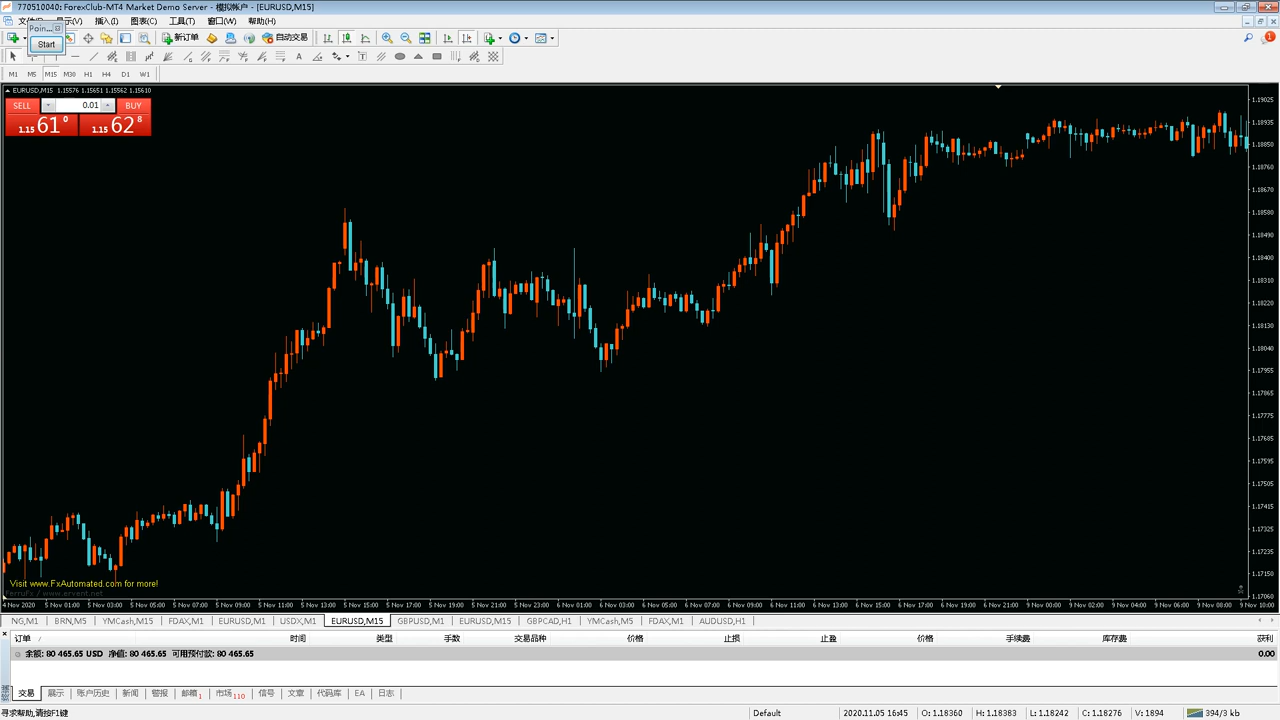 770510040: ForexClub-MT4 Market Demo Server - 模拟帐户 - [EURUSD,M15]
显示(V) 插入(I) 图表(C) 工具(T) 窗口(W) 帮助(H)
Poin...
Start
新订单 自动交易
A T
M1 M5 M15 M30 H1 H4 D1 W1
EURUSD,M15 1.15576 1.15651 1.15562 1.15610
SELL 0.01 BUY
1.15 61 0 1.15 62 8
1.19025
1.18935
1.18850
1.18760
1.18670
1.18580
1.18490
1.18400
1.18310
1.18220
1.18130
1.18040
1.17955
1.17865
1.17775
1.17685
1.17595
1.17505
1.17415
1.17325
1.17235
1.17150
1.17060
Visit www.FxAutomated.com for more!
FerruFx / www.ervent.net
4 Nov 2020 5 Nov 01:00 5 Nov 03:00 5 Nov 05:00 5 Nov 07:00 5 Nov 09:00 5 Nov 11:00 5 Nov 13:00 5 Nov 15:00 5 Nov 17:00 5 Nov 19:00 5 Nov 21:00 5 Nov 23:00 6 Nov 01:00 6 Nov 03:00 6 Nov 05:00 6 Nov 07:00 6 Nov 09:00 6 Nov 11:00 6 Nov 13:00 6 Nov 15:00 6 Nov 17:00 6 Nov 19:00 6 Nov 21:00 6 Nov 23:00 9 Nov 00:00 9 Nov 02:00 9 Nov 04:00 9 Nov 06:00 9 Nov 08:00 9 Nov 10:00
NG,M1 BRN,M5 YMCash,M15 FDAX,M1 EURUSD,M1 USDX,M1 EURUSD,M15 GBPUSD,M1 EURUSD,M15 GBPCAD,H1 YMCash,M5 FDAX,M1 AUDUSD,H1
订单 / 时间 类型 手数 交易品种 价格 止损 止盈 价格 手续费 库存费 获利
余额: 80 465.65 USD 净值: 80 465.65 可用预付款: 80 465.65 0.00
交易 展示 账户历史 新闻 警报 邮箱1 市场110 信号 文章 代码库 EA 日志
寻求帮助,请按F1键 Default 2020.11.05 16:45 O: 1.18360 H: 1.18383 L: 1.18242 C: 1.18276 V: 1894 394/3 kb